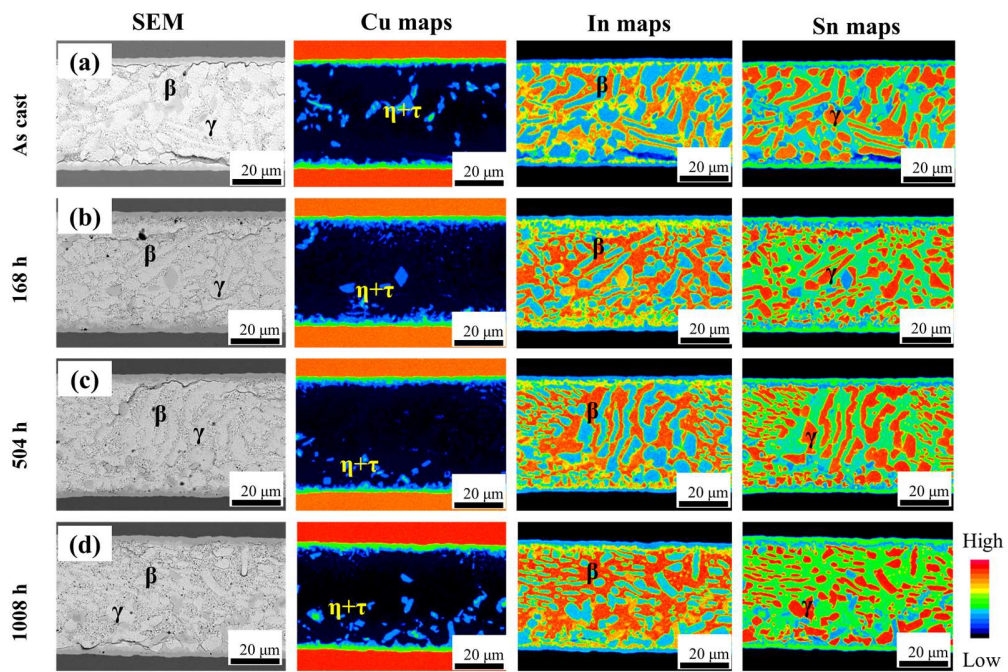 SEM Cu maps In maps Sn maps
As cast
(a) β γ 20 μm
η+τ 20 μm
β 20 μm
γ 20 μm
168 h
(b) β γ 20 μm
η+τ 20 μm
β 20 μm
γ 20 μm
504 h
(c) β γ 20 μm
η+τ 20 μm
β 20 μm
γ 20 μm
1008 h
(d) β γ 20 μm
η+τ 20 μm
β 20 μm
γ 20 μm
High
Low